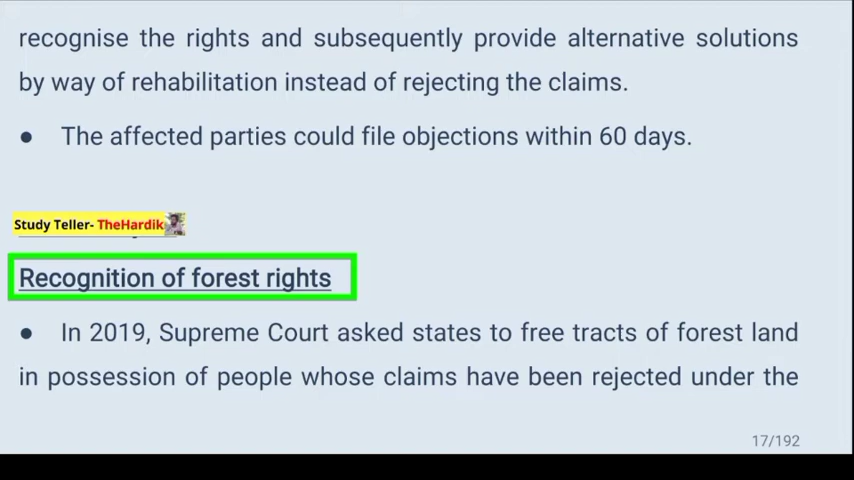 recognise the rights and subsequently provide alternative solutions
by way of rehabilitation instead of rejecting the claims.
● The affected parties could file objections within 60 days.
Study Teller- TheHardik
Recognition of forest rights
● In 2019, Supreme Court asked states to free tracts of forest land
in possession of people whose claims have been rejected under the
17/192